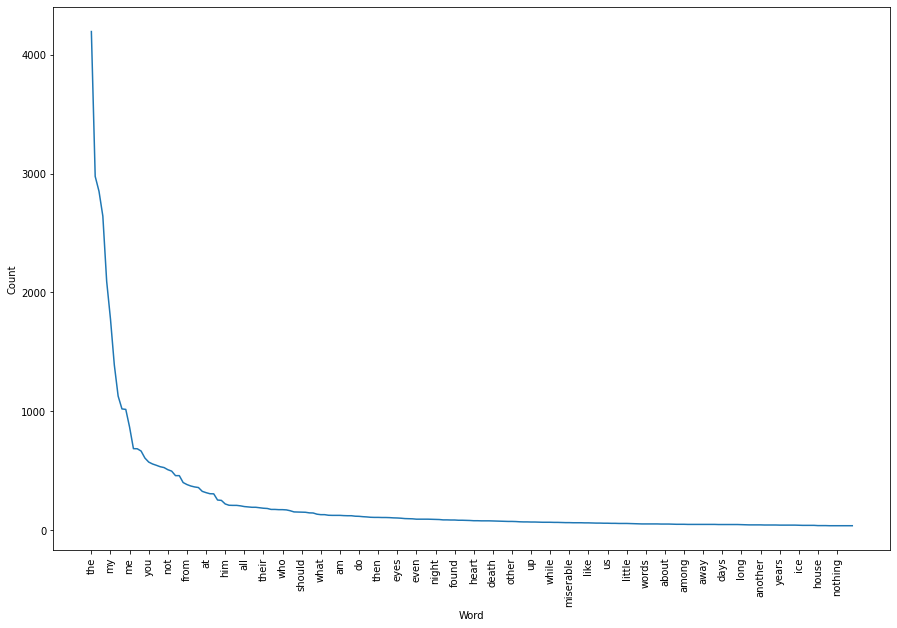 4000
3000
2000
1000
0
Count
the my me you not from at him all their who should what am do then eyes even night found heart death other up while miserable like us little words about among away days long another years ice house nothing
Word